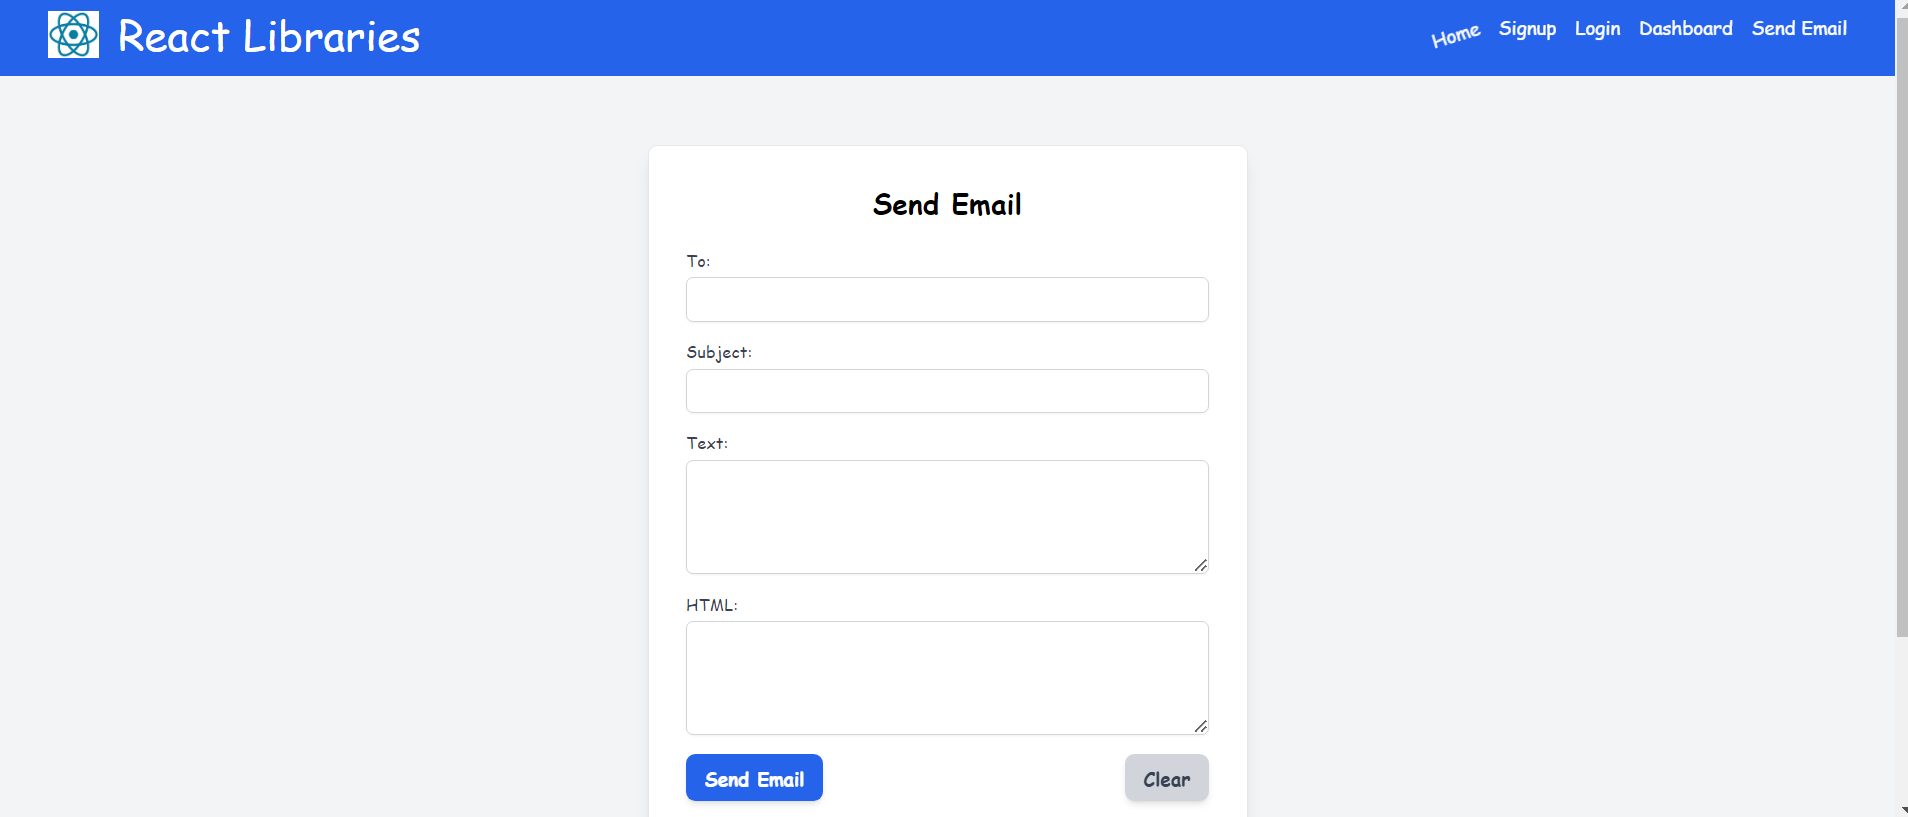 React Libraries
Home Signup Login Dashboard Send Email
Send Email
To:
Subject:
Text:
HTML:
Send Email Clear